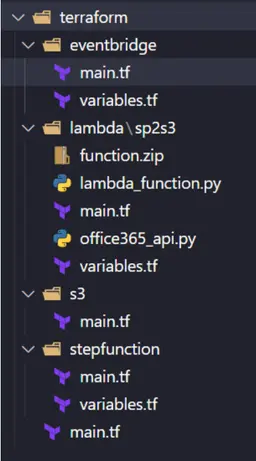 terraform
eventbridge
main.tf
variables.tf
lambda\sp2s3
function.zip
lambda_function.py
main.tf
office365_api.py
variables.tf
s3
main.tf
stepfunction
main.tf
variables.tf
main.tf